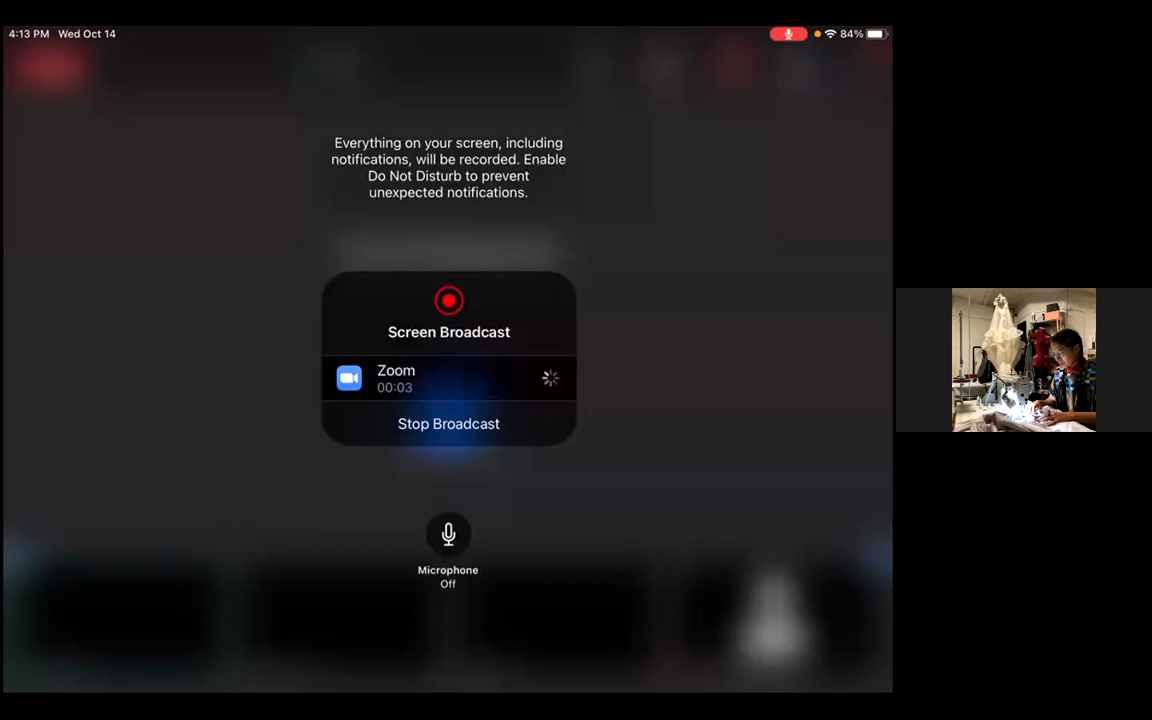 4:13 PM Wed Oct 14
84%
Everything on your screen, including
notifications, will be recorded. Enable
Do Not Disturb to prevent
unexpected notifications.
Screen Broadcast
Zoom
00:03
Stop Broadcast
Microphone
Off